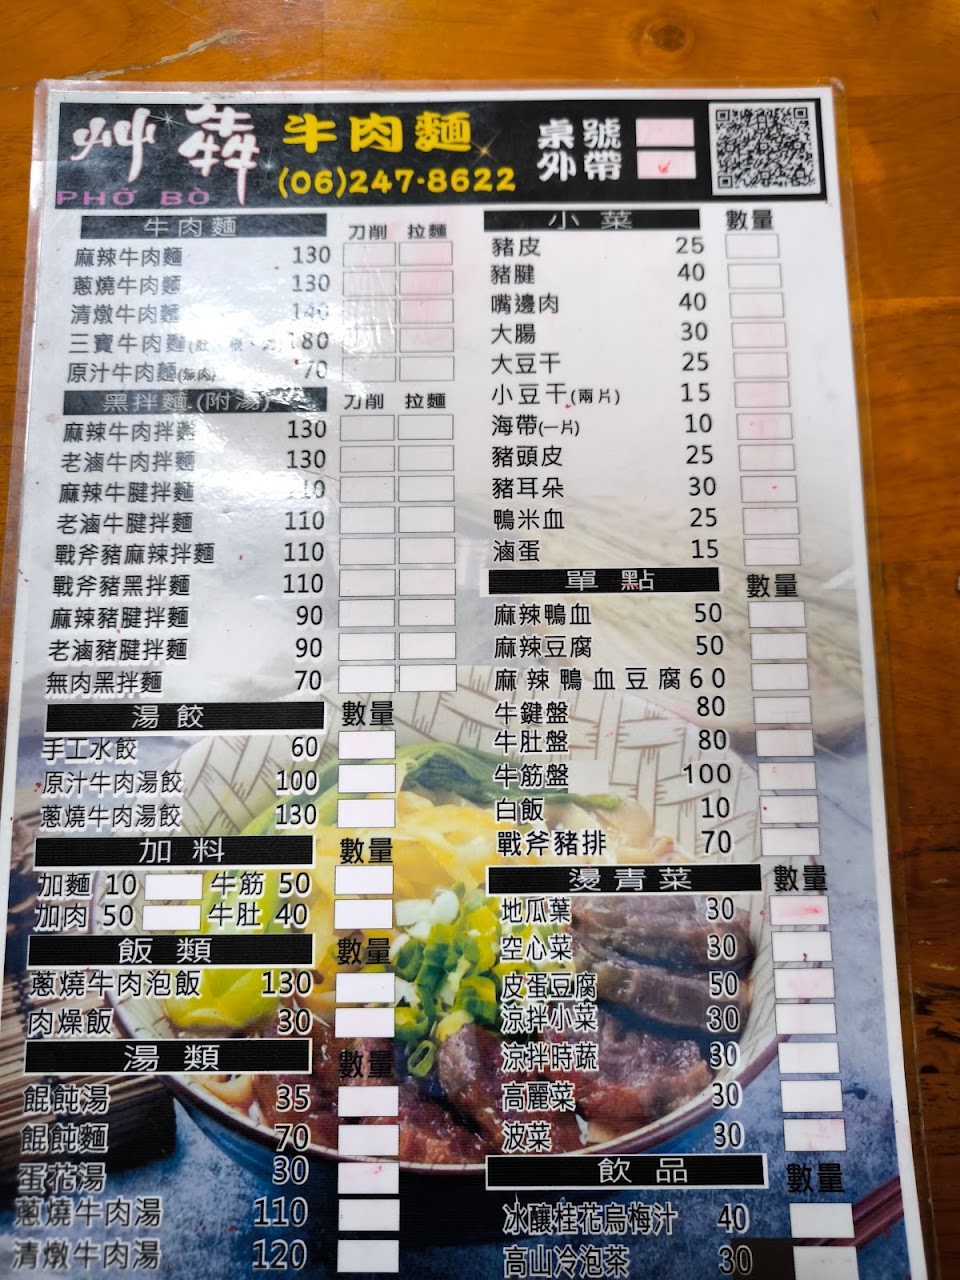 艸犇 牛肉麵
PHỞ BÒ
(06)247-8622
桌號
外帶
牛肉麵 刀削 拉麵
麻辣牛肉麵 130
蔥燒牛肉麵 130
清燉牛肉麵 140
三寶牛肉麵 180
原汁牛肉麵(無肉) 70
黑拌麵(附湯) 刀削 拉麵
麻辣牛肉拌麵 130
老滷牛肉拌麵 130
麻辣牛腱拌麵
老滷牛腱拌麵 110
戰斧豬麻辣拌麵 110
戰斧豬黑拌麵 110
麻辣豬腱拌麵 90
老滷豬腱拌麵 90
無肉黑拌麵 70
湯餃 數量
手工水餃 60
原汁牛肉湯餃 100
蔥燒牛肉湯餃 130
加料 數量
加麵 10 牛筋 50
加肉 50 牛肚 40
飯類 數量
蔥燒牛肉泡飯 130
肉燥飯 30
湯類 數量
餛飩湯 35
餛飩麵 70
蛋花湯 30
蔥燒牛肉湯 110
清燉牛肉湯 120
小菜 數量
豬皮 25
豬腱 40
嘴邊肉 40
大腸 30
大豆干 25
小豆干(兩片) 15
海帶(一片) 10
豬頭皮 25
豬耳朵 30
鴨米血 25
滷蛋 15
單點 數量
麻辣鴨血 50
麻辣豆腐 50
麻辣鴨血豆腐60
牛鍵盤 80
牛肚盤 80
牛筋盤 100
白飯 10
戰斧豬排 70
燙青菜 數量
地瓜葉 30
空心菜 30
皮蛋豆腐 50
涼拌小菜 30
涼拌時蔬 30
高麗菜 30
波菜 30
飲品 數量
冰釀桂花烏梅汁 40
高山冷泡茶 30